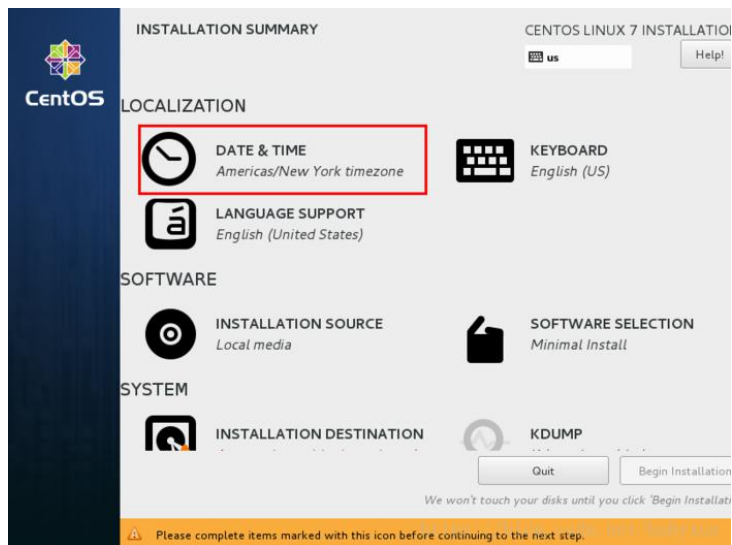 INSTALLATION SUMMARY
CENTOS LINUX 7 INSTALLATION
us
Help!
CentOS
LOCALIZATION
DATE & TIME
Americas/New York timezone
KEYBOARD
English (US)
á
LANGUAGE SUPPORT
English (United States)
SOFTWARE
INSTALLATION SOURCE
Local media
SOFTWARE SELECTION
Minimal Install
SYSTEM
INSTALLATION DESTINATION
KDUMP
Quit
Begin Installation
We won't touch your disks until you click 'Begin Installati
Please complete items marked with this icon before continuing to the next step.